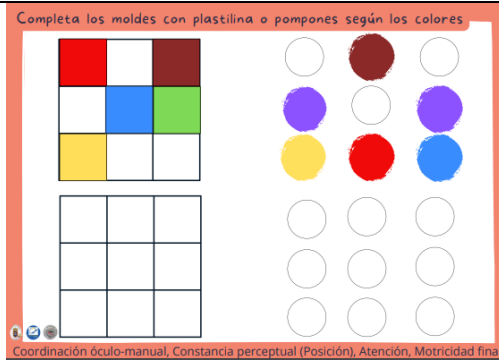 Completa los moldes con plastilina o pompones según los colores
Coordinación óculo-manual, Constancia perceptual (Posición), Atención, Motricidad fina